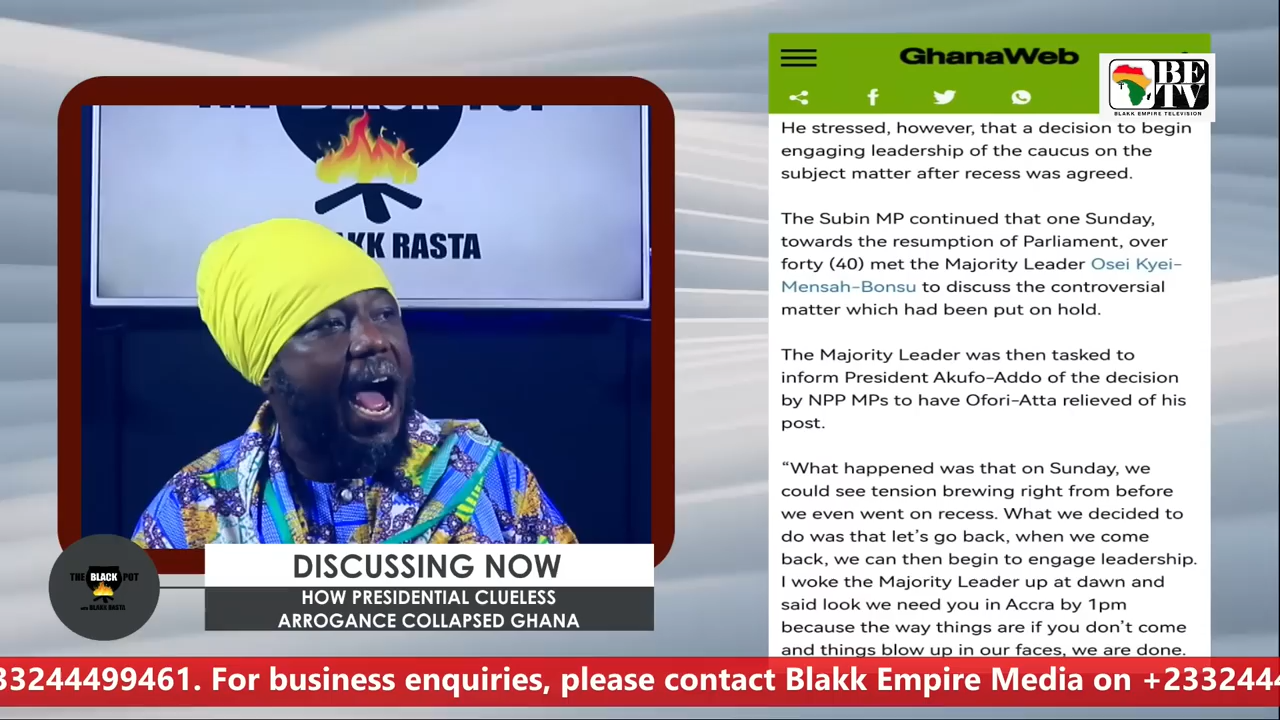 THE BLAKK POT
BLAKK RASTA
THE BLACK POT
with BLAKK RASTA
DISCUSSING NOW
HOW PRESIDENTIAL CLUELESS
ARROGANCE COLLAPSED GHANA
GhanaWeb
BE
TV
BLAKK EMPIRE TELEVISION
He stressed, however, that a decision to begin
engaging leadership of the caucus on the
subject matter after recess was agreed.
The Subin MP continued that one Sunday,
towards the resumption of Parliament, over
forty (40) met the Majority Leader Osei Kyei-
Mensah-Bonsu to discuss the controversial
matter which had been put on hold.
The Majority Leader was then tasked to
inform President Akufo-Addo of the decision
by NPP MPs to have Ofori-Atta relieved of his
post.
“What happened was that on Sunday, we
could see tension brewing right from before
we even went on recess. What we decided to
do was that let’s go back, when we come
back, we can then begin to engage leadership.
I woke the Majority Leader up at dawn and
said look we need you in Accra by 1pm
because the way things are if you don’t come
and things blow up in our faces, we are done.
33244499461. For business enquiries, please contact Blakk Empire Media on +2332444